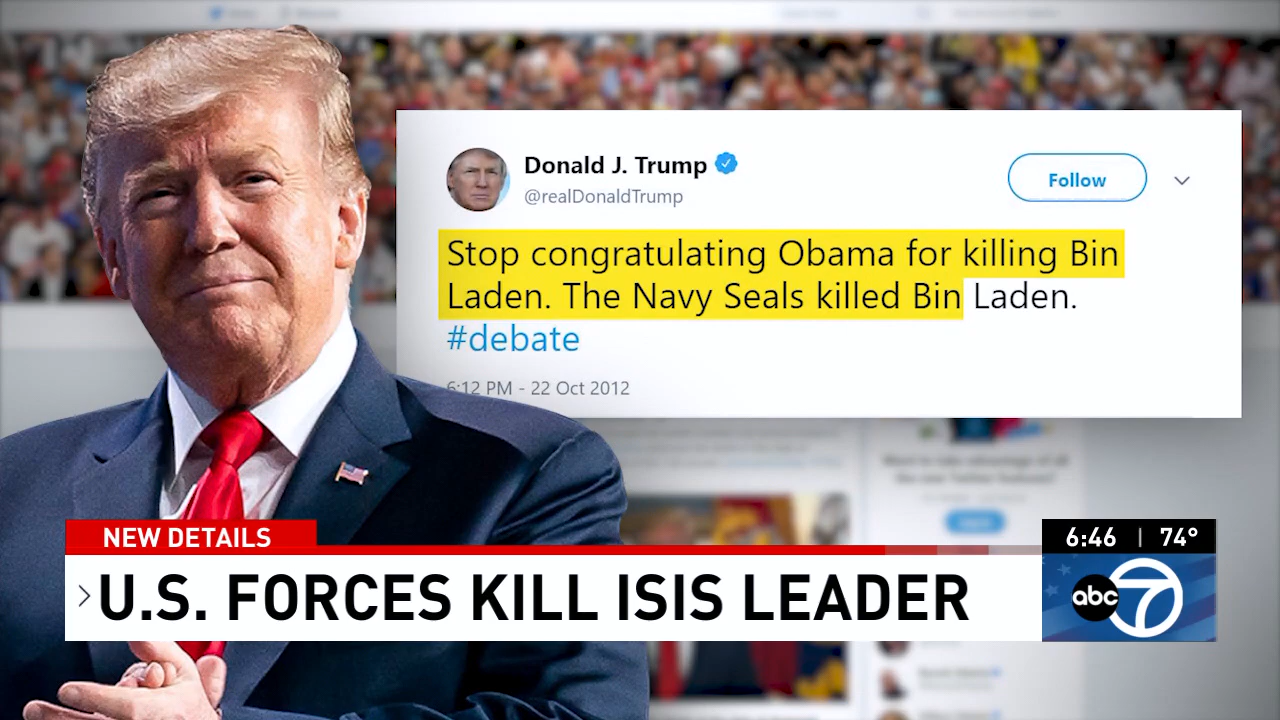 Donald J. Trump
@realDonaldTrump
Follow
Stop congratulating Obama for killing Bin
Laden. The Navy Seals killed Bin Laden.
#debate
6:12 PM - 22 Oct 2012
NEW DETAILS
U.S. FORCES KILL ISIS LEADER
6:46 | 74°
abc 7